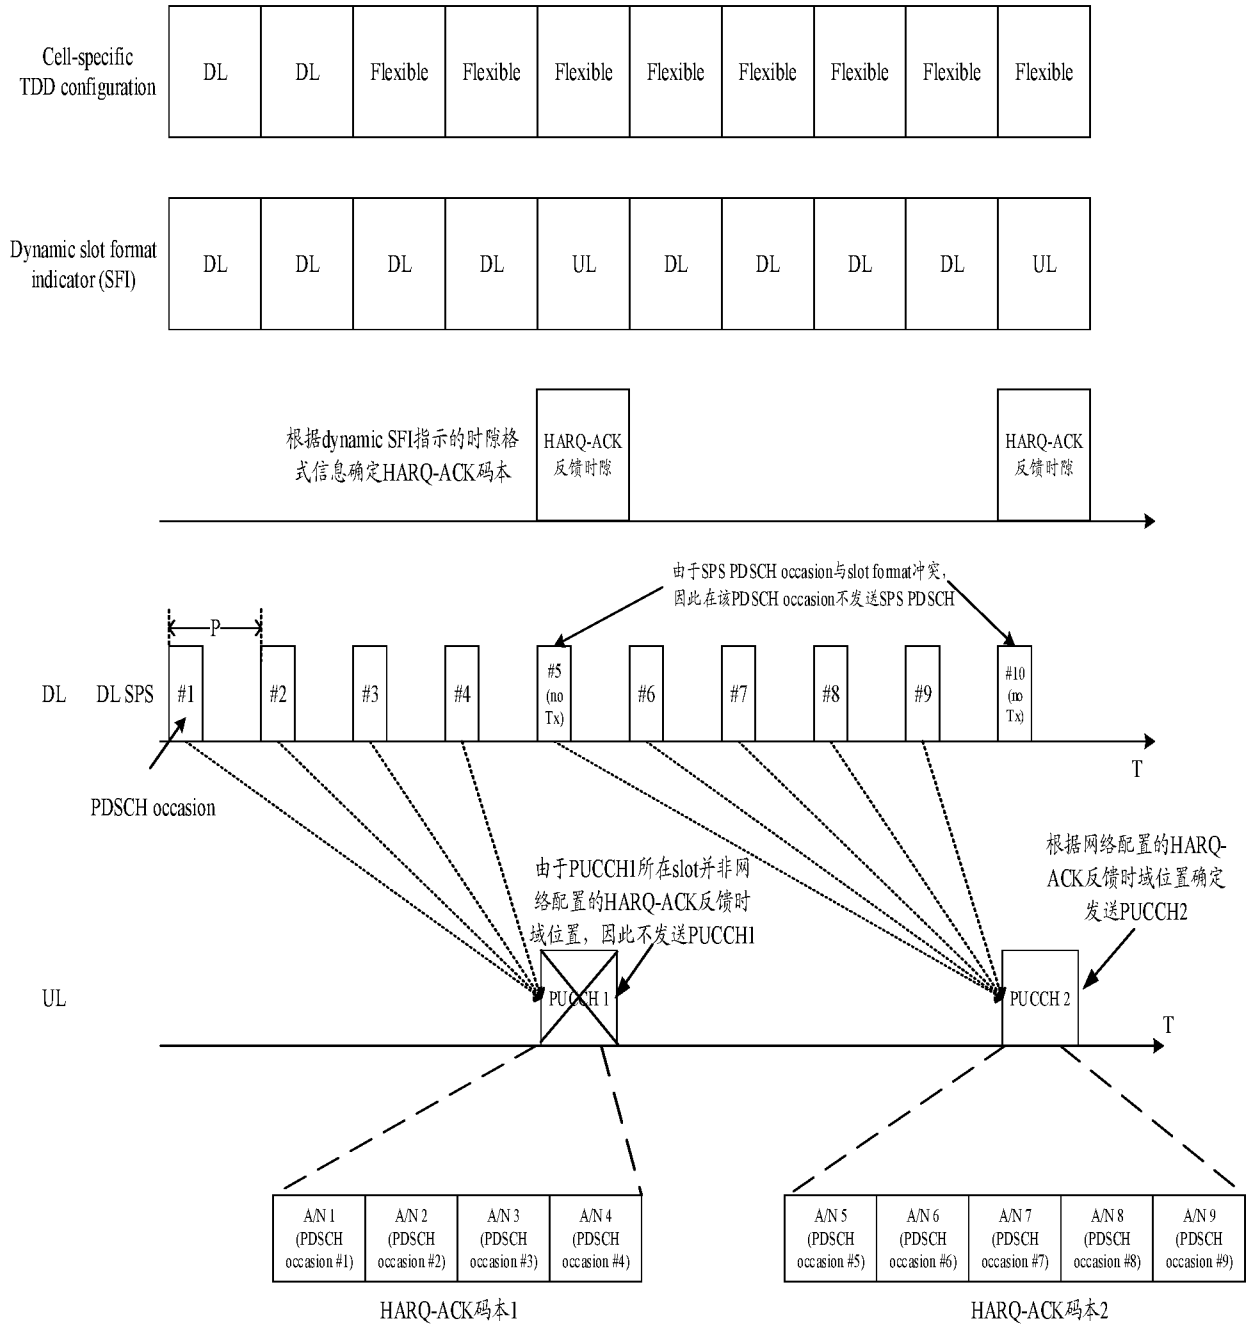 Cell-specific
TDD configuration
DL
DL
Flexible
Flexible
Flexible
Flexible
Flexible
Flexible
Flexible
Flexible
Dynamic slot format
indicator (SFI)
DL
DL
DL
DL
UL
DL
DL
DL
DL
UL
根据dynamic SFI指示的时隙格
式信息确定HARQ-ACK码本
HARQ-ACK
反馈时隙
HARQ-ACK
反馈时隙
由于SPS PDSCH occasion与slot format冲突，
因此在该PDSCH occasion不发送SPS PDSCH
P
DL
DL SPS
#1
#2
#3
#4
#5
(no
Tx)
#6
#7
#8
#9
#10
(no
Tx)
T
PDSCH occasion
由于PUCCH1所在slot并非网
络配置的HARQ-ACK反馈时
域位置，因此不发送PUCCH1
根据网络配置的HARQ-
ACK反馈时域位置确定
发送PUCCH2
UL
PUCCH 1
PUCCH 2
T
A/N 1
(PDSCH
occasion #1)
A/N 2
(PDSCH
occasion #2)
A/N 3
(PDSCH
occasion #3)
A/N 4
(PDSCH
occasion #4)
A/N 5
(PDSCH
occasion #5)
A/N 6
(PDSCH
occasion #6)
A/N 7
(PDSCH
occasion #7)
A/N 8
(PDSCH
occasion #8)
A/N 9
(PDSCH
occasion #9)
HARQ-ACK码本1
HARQ-ACK码本2